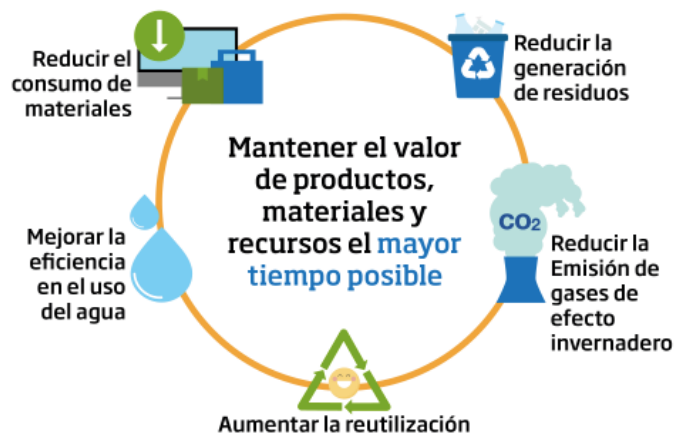 Reducir el
consumo de
materiales
Reducir la
generación
de residuos
Mantener el valor
de productos,
materiales y
recursos el mayor
tiempo posible
CO2
Mejorar la
eficiencia
en el uso
del agua
Reducir la
Emisión de
gases de
efecto
invernadero
Aumentar la reutilización